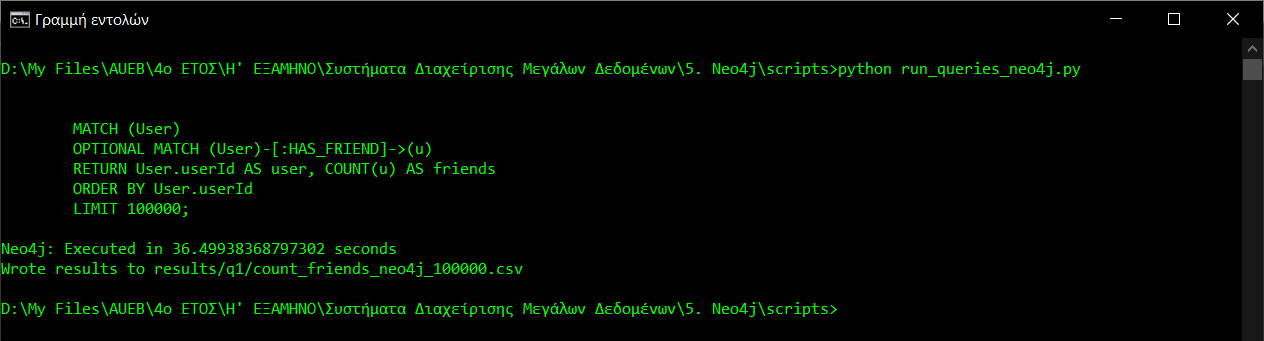 Γραμμή εντολών
D:\My Files\AUEB\4ο ΕΤΟΣ\Η' ΕΞΑΜΗΝΟ\Συστήματα Διαχείρισης Μεγάλων Δεδομένων\5. Neo4j\scripts>python run_queries_neo4j.py
MATCH (User)
OPTIONAL MATCH (User)-[:HAS_FRIEND]->(u)
RETURN User.userId AS user, COUNT(u) AS friends
ORDER BY User.userId
LIMIT 100000;
Neo4j: Executed in 36.49938368797302 seconds
Wrote results to results/q1/count_friends_neo4j_100000.csv
D:\My Files\AUEB\4ο ΕΤΟΣ\Η' ΕΞΑΜΗΝΟ\Συστήματα Διαχείρισης Μεγάλων Δεδομένων\5. Neo4j\scripts>